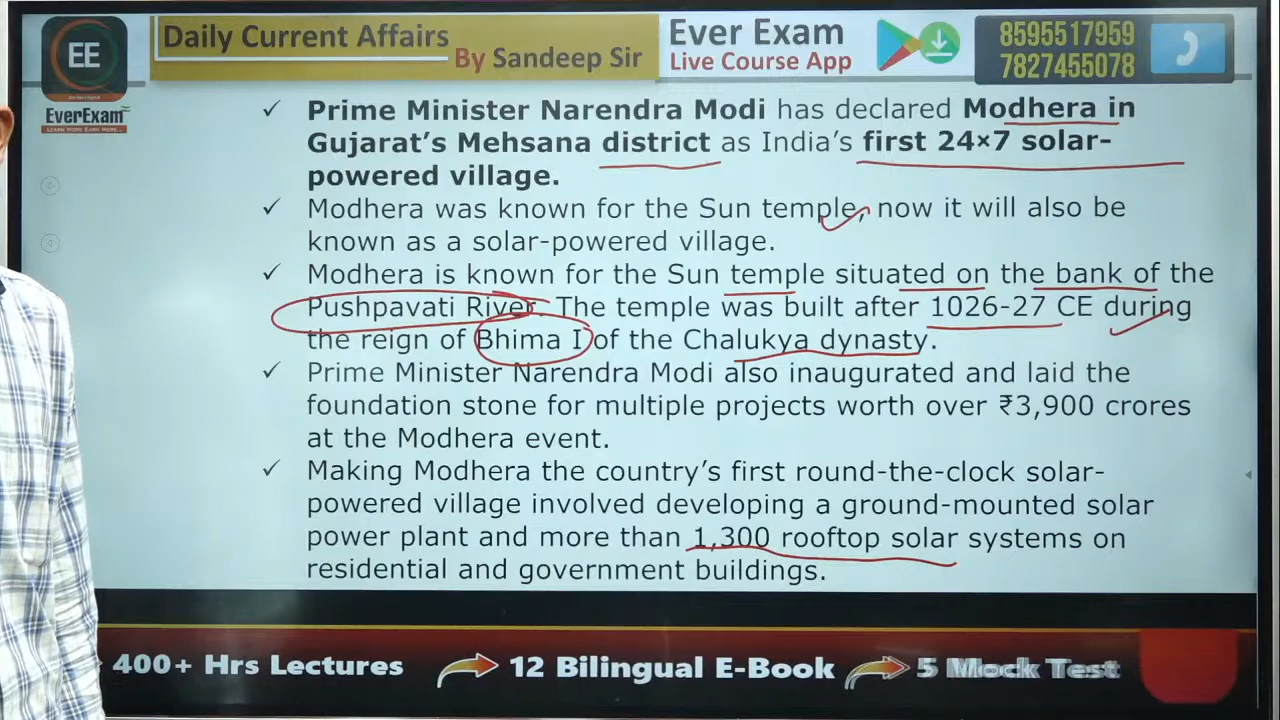 EE
EverExam
LEARN MORE EARN MORE...
Daily Current Affairs
By Sandeep Sir
Ever Exam
Live Course App
8595517959
7827455078
✓ Prime Minister Narendra Modi has declared Modhera in
Gujarat’s Mehsana district as India’s first 24×7 solar-
powered village.
✓ Modhera was known for the Sun temple, now it will also be
known as a solar-powered village.
✓ Modhera is known for the Sun temple situated on the bank of the
Pushpavati River. The temple was built after 1026-27 CE during
the reign of Bhima I of the Chalukya dynasty.
✓ Prime Minister Narendra Modi also inaugurated and laid the
foundation stone for multiple projects worth over ₹3,900 crores
at the Modhera event.
✓ Making Modhera the country’s first round-the-clock solar-
powered village involved developing a ground-mounted solar
power plant and more than 1,300 rooftop solar systems on
residential and government buildings.
400+ Hrs Lectures
12 Bilingual E-Book
5 Mock Test